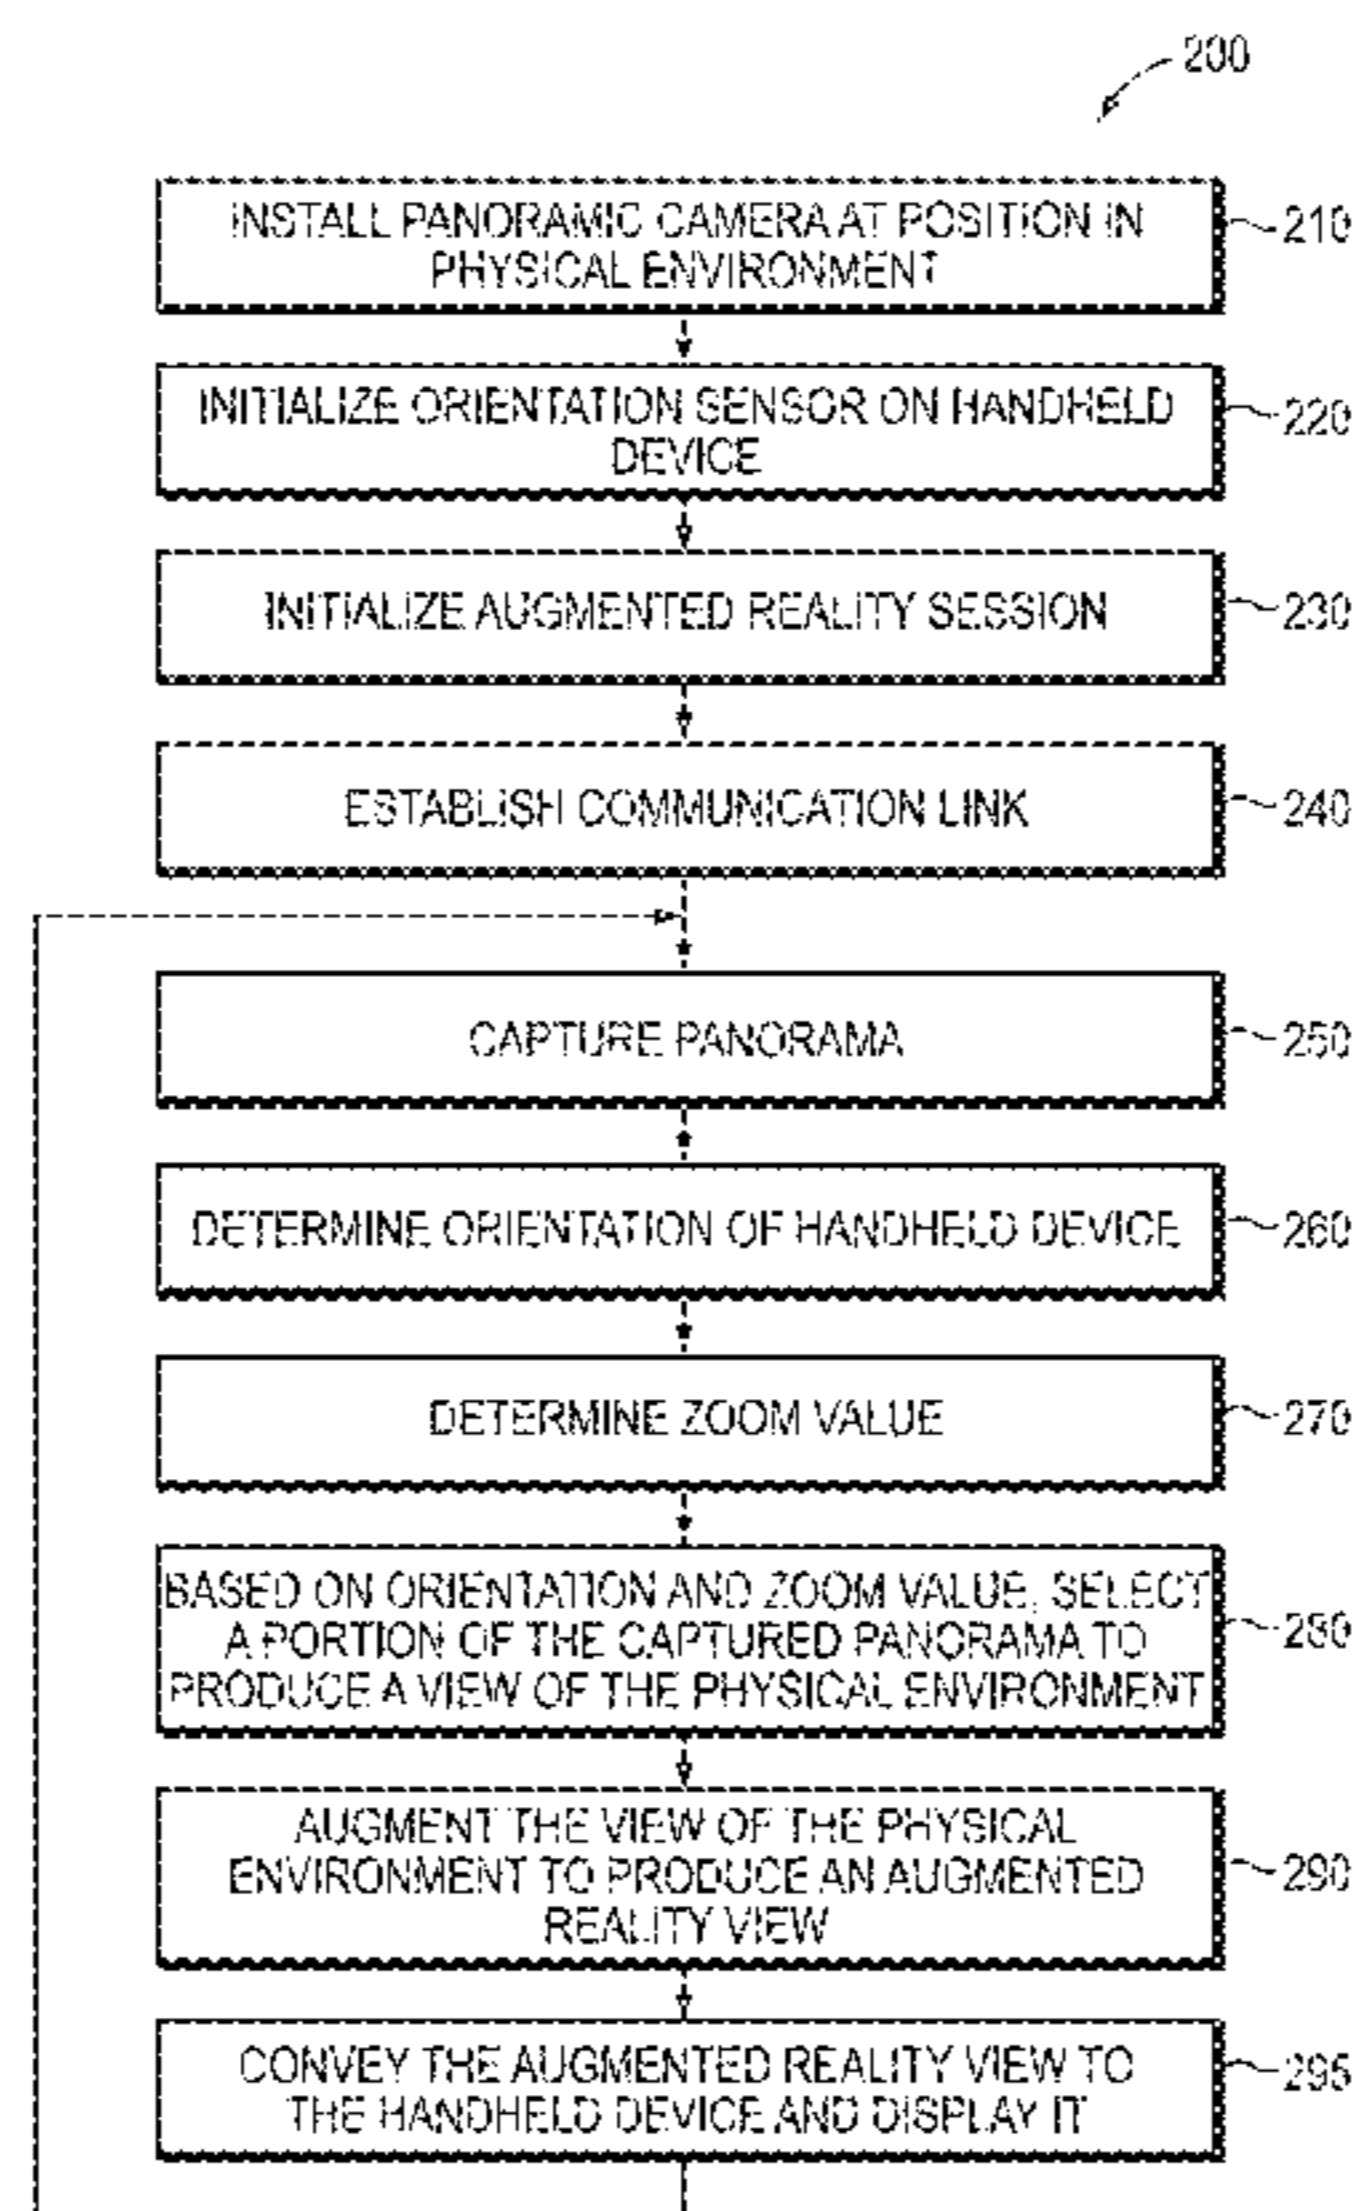 200
INSTALL PANORAMIC CAMERA AT POSITION IN
PHYSICAL ENVIRONMENT
210
INITIALIZE ORIENTATION SENSOR ON HANDHELD
DEVICE
220
INITIALIZE AUGMENTED REALITY SESSION
230
ESTABLISH COMMUNICATION LINK
240
CAPTURE PANORAMA
250
DETERMINE ORIENTATION OF HANDHELD DEVICE
260
DETERMINE ZOOM VALUE
270
BASED ON ORIENTATION AND ZOOM VALUE, SELECT
A PORTION OF THE CAPTURED PANORAMA TO
PRODUCE A VIEW OF THE PHYSICAL ENVIRONMENT
280
AUGMENT THE VIEW OF THE PHYSICAL
ENVIRONMENT TO PRODUCE AN AUGMENTED
REALITY VIEW
290
CONVEY THE AUGMENTED REALITY VIEW TO
THE HANDHELD DEVICE AND DISPLAY IT
295